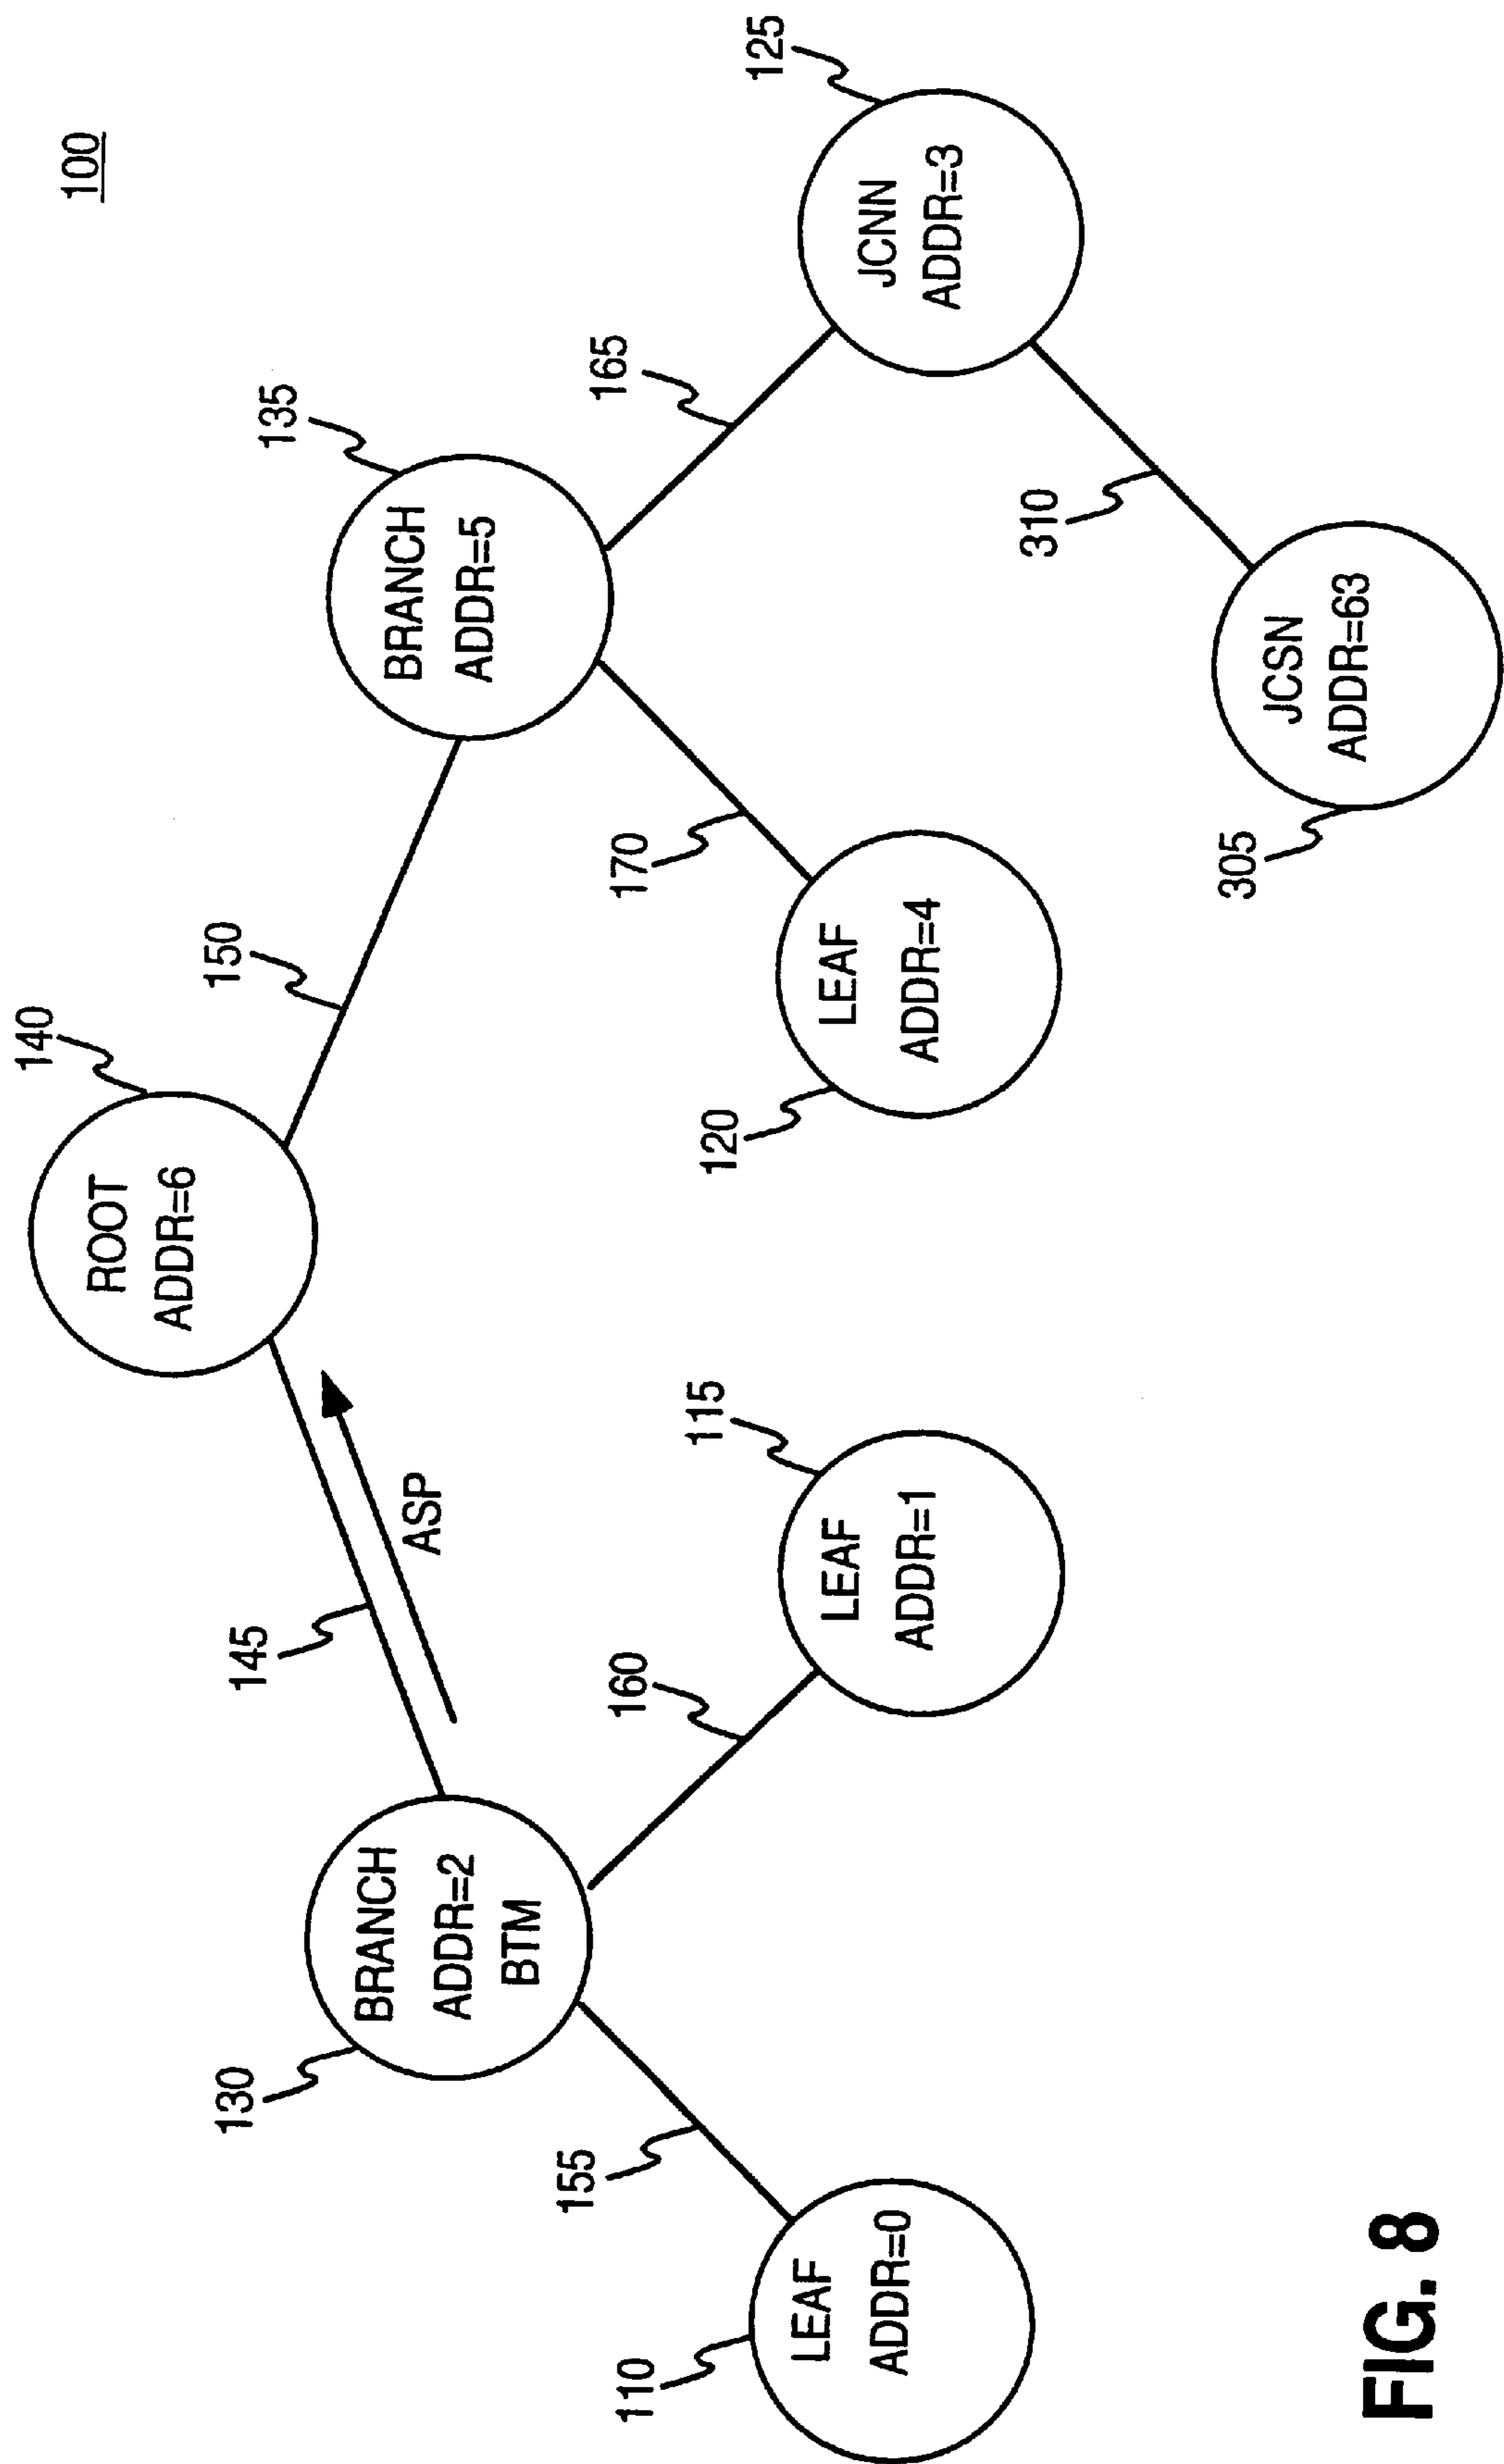 100
140
ROOT
ADDR=6
145
150
ASP
130
BRANCH
ADDR=2
BTM
135
BRANCH
ADDR=5
155
160
170
165
110
LEAF
ADDR=0
115
LEAF
ADDR=1
120
LEAF
ADDR=4
125
JCNN
ADDR=3
310
305
JCSN
ADDR=63
FIG. 8